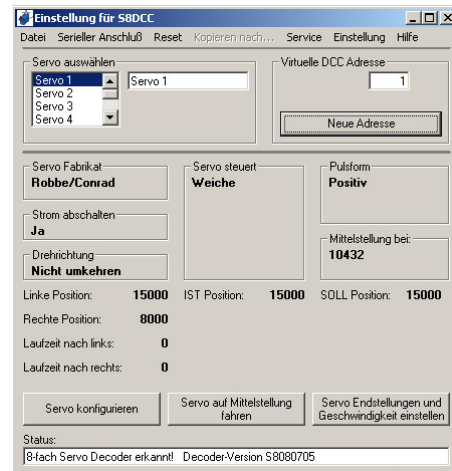 Einstellung für S8DCC
Datei Serieller Anschluß Reset Kopieren nach... Service Einstellung Hilfe
Servo auswählen
Virtuelle DCC Adresse
Servo 1
Servo 2
Servo 3
Servo 4
Servo 1
1
Neue Adresse
Servo Fabrikat
Robbe/Conrad
Servo steuert
Weiche
Pulsform
Positiv
Strom abschalten
Ja
Mittelstellung bei:
10432
Drehrichtung
Nicht umkehren
Linke Position: 15000 IST Position: 15000 SOLL Position: 15000
Rechte Position: 8000
Laufzeit nach links: 0
Laufzeit nach rechts: 0
Servo konfigurieren
Servo auf Mittelstellung
fahren
Servo Endstellungen und
Geschwindigkeit einstellen
Status:
8-fach Servo Decoder erkannt! Decoder-Version S8080705